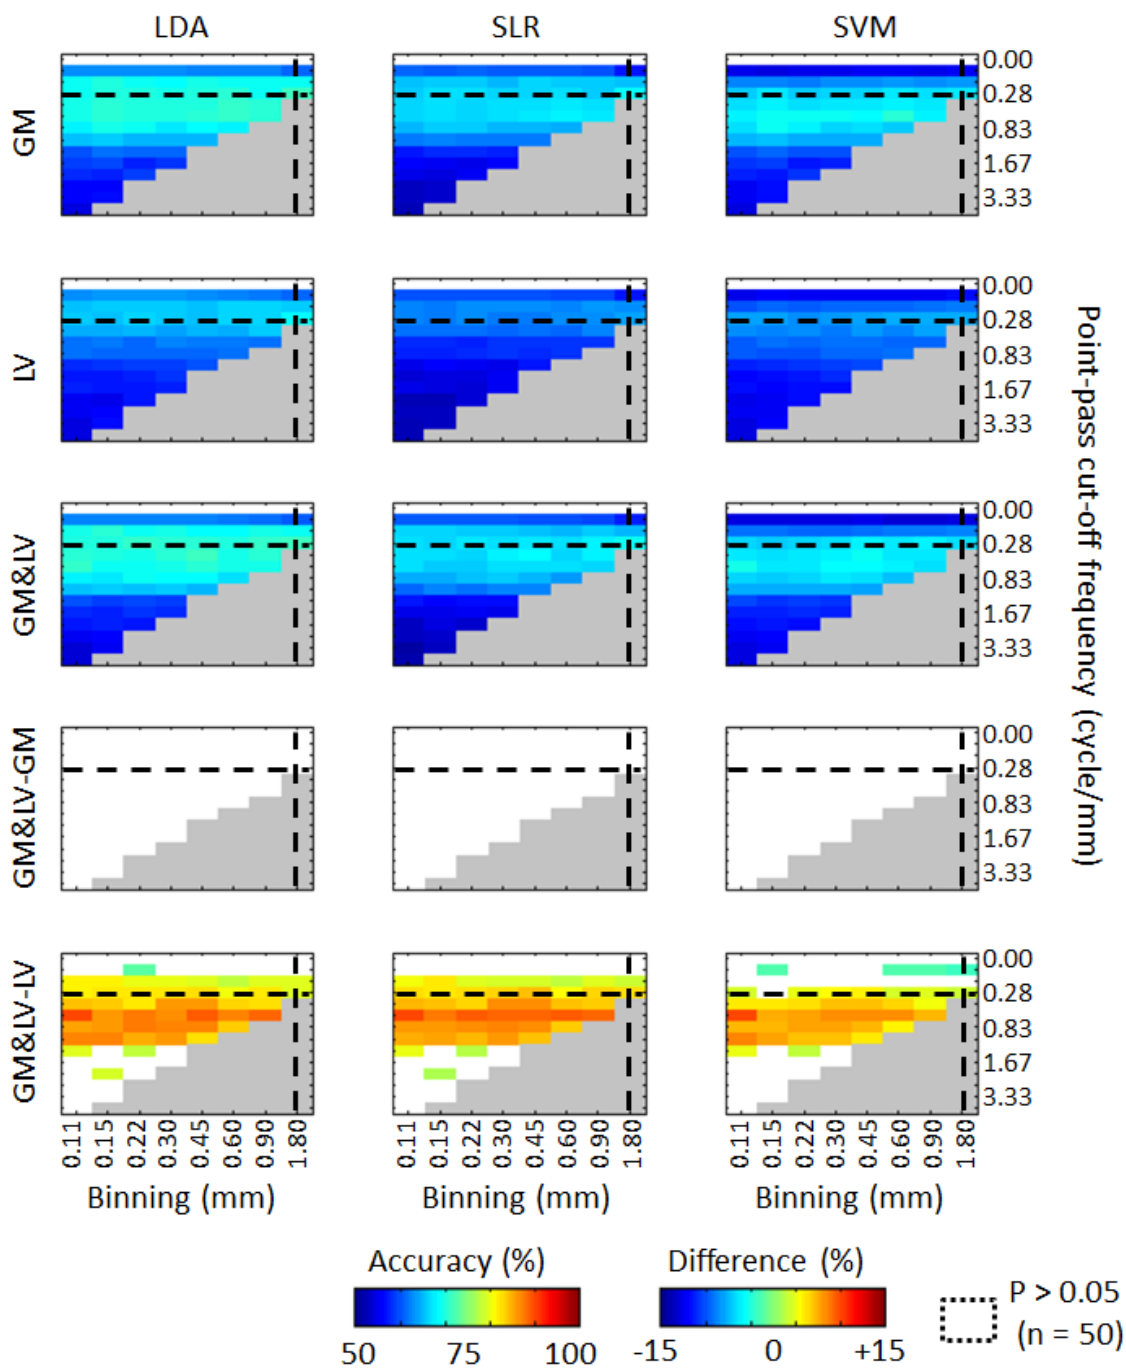 LDA SLR SVM
GM
0.00
0.28
0.83
1.67
3.33
LV
0.00
0.28
0.83
1.67
3.33
GM&LV
0.00
0.28
0.83
1.67
3.33
GM&LV-GM
0.00
0.28
0.83
1.67
3.33
GM&LV-LV
0.00
0.28
0.83
1.67
3.33
Point-pass cut-off frequency (cycle/mm)
0.11 0.15 0.22 0.30 0.45 0.60 0.90 1.80
0.11 0.15 0.22 0.30 0.45 0.60 0.90 1.80
0.11 0.15 0.22 0.30 0.45 0.60 0.90 1.80
Binning (mm) Binning (mm) Binning (mm)
Accuracy (%)
50 75 100
Difference (%)
-15 0 +15
P > 0.05
(n = 50)